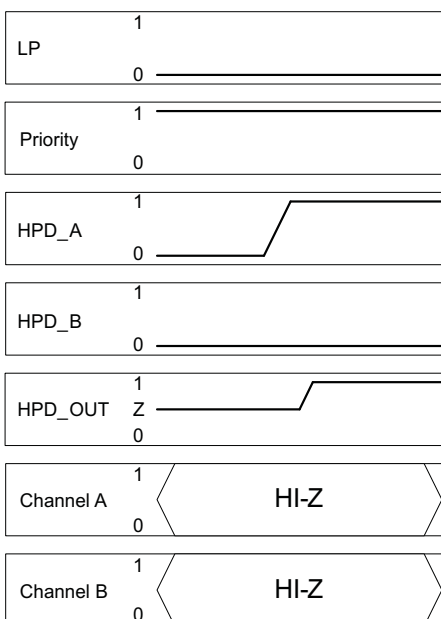 1
LP
0
1
Priority
0
1
HPD_A
0
1
HPD_B
0
1
HPD_OUT Z
0
1
Channel A HI-Z
0
1
Channel B HI-Z
0